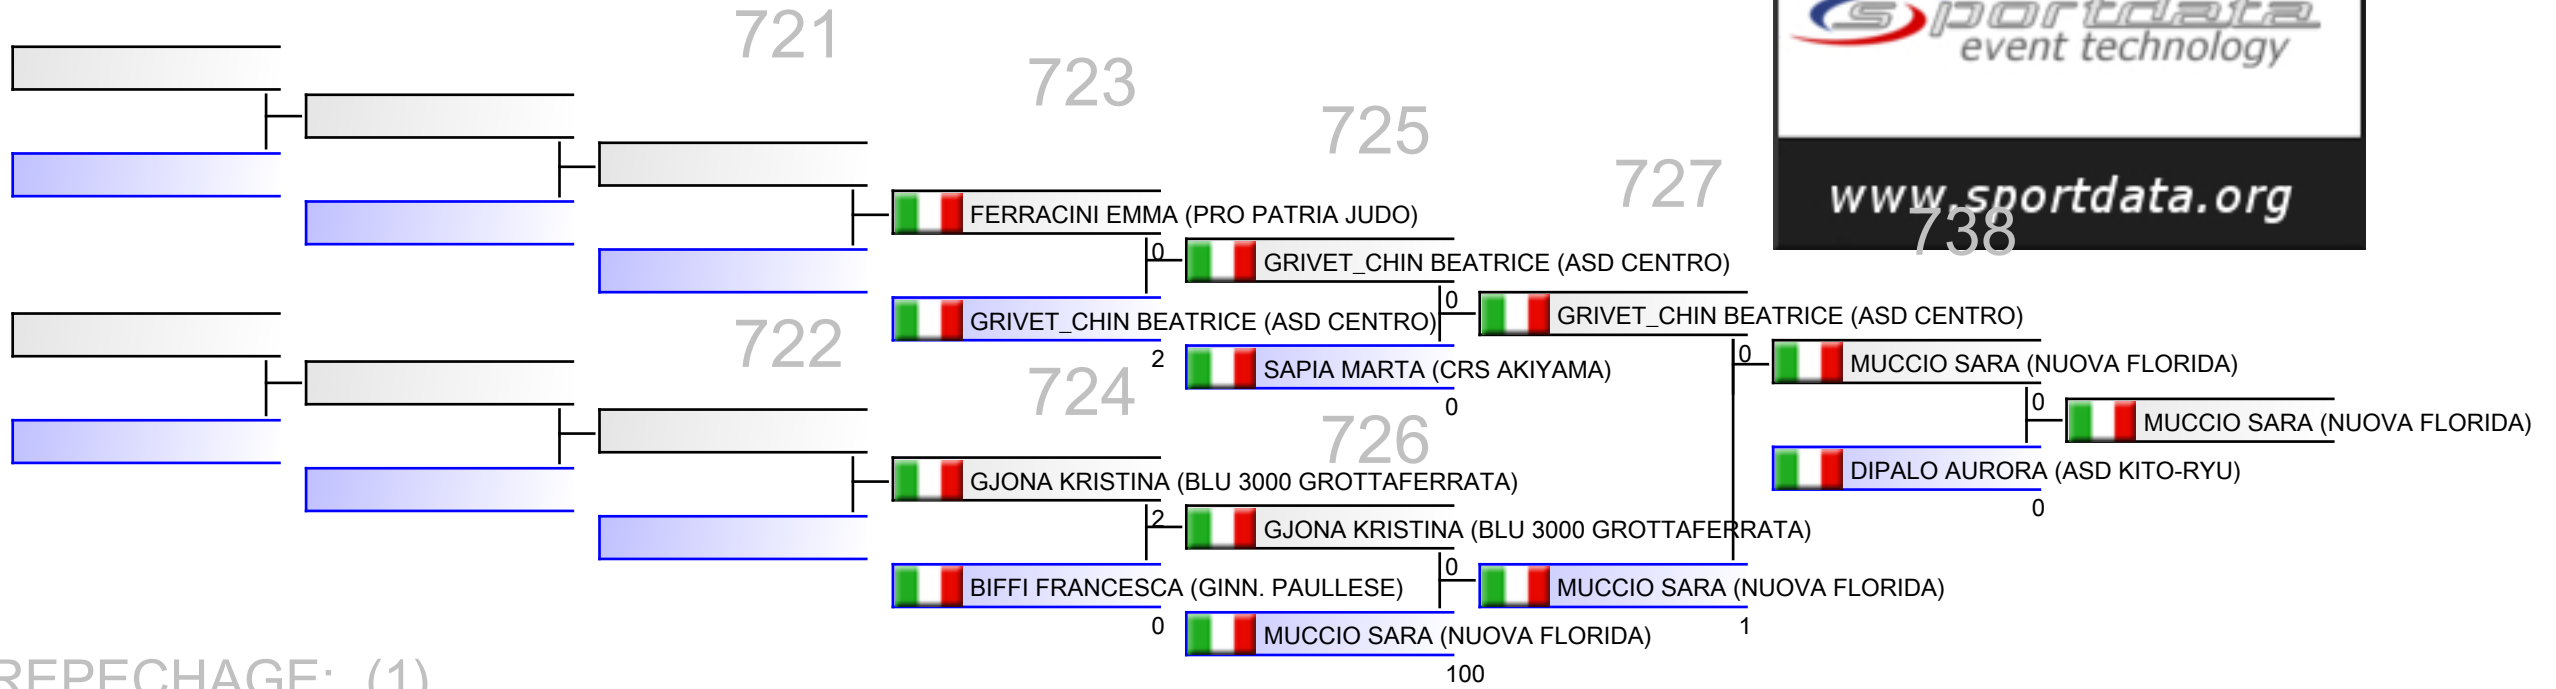 sportdata
event technology
www.sportdata.org
721
723
725
727
738
FERRACINI EMMA (PRO PATRIA JUDO)
0
GRIVET_CHIN BEATRICE (ASD CENTRO)
GRIVET_CHIN BEATRICE (ASD CENTRO)
2
0
SAPIA MARTA (CRS AKIYAMA)
0
GRIVET_CHIN BEATRICE (ASD CENTRO)
0
MUCCIO SARA (NUOVA FLORIDA)
0
MUCCIO SARA (NUOVA FLORIDA)
DIPALO AURORA (ASD KITO-RYU)
0
722
724
726
GJONA KRISTINA (BLU 3000 GROTTAFERRATA)
2
GJONA KRISTINA (BLU 3000 GROTTAFERRATA)
0
BIFFI FRANCESCA (GINN. PAULLESE)
0
MUCCIO SARA (NUOVA FLORIDA)
1
MUCCIO SARA (NUOVA FLORIDA)
100
REPECHAGE: (1)